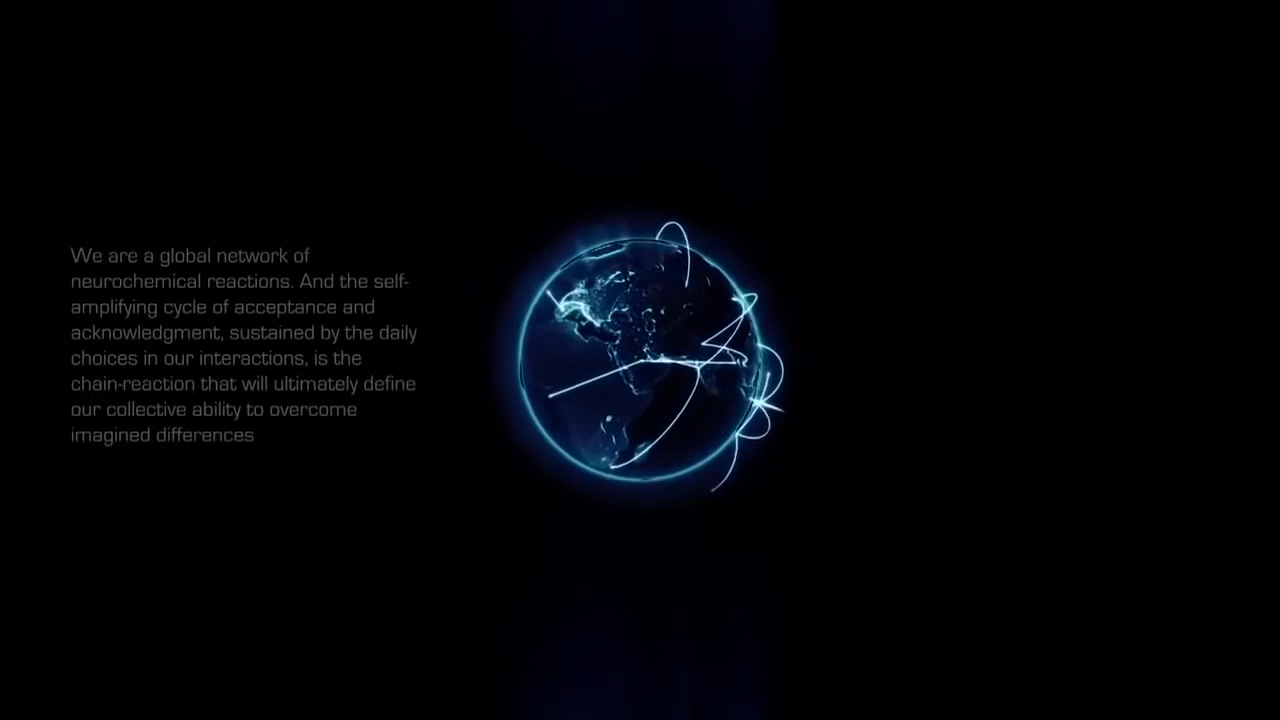 We are a global network of
neurochemical reactions. And the self-
amplifying cycle of acceptance and
acknowledgment, sustained by the daily
choices in our interactions, is the
chain-reaction that will ultimately define
our collective ability to overcome
imagined differences